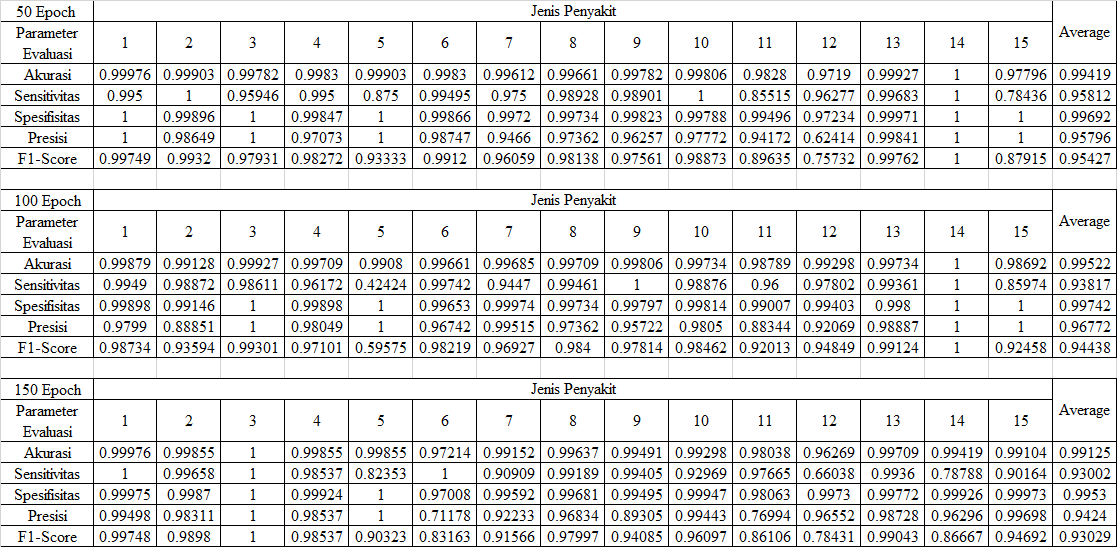 50 Epoch Jenis Penyakit Average
Parameter Evaluasi 1 2 3 4 5 6 7 8 9 10 11 12 13 14 15
Akurasi 0.99976 0.99903 0.99782 0.9983 0.99903 0.9983 0.99612 0.99661 0.99782 0.99806 0.9828 0.9719 0.99927 1 0.97796 0.99419
Sensitivitas 0.995 1 0.95946 0.995 0.875 0.99495 0.975 0.98928 0.98901 1 0.85515 0.96277 0.99683 1 0.78436 0.95812
Spesifisitas 1 0.99896 1 0.99847 1 0.99866 0.9972 0.99734 0.99823 0.99788 0.99496 0.97234 0.99971 1 1 0.99692
Presisi 1 0.98649 1 0.97073 1 0.98747 0.9466 0.97362 0.96257 0.97772 0.94172 0.62414 0.99841 1 1 0.95796
F1-Score 0.99749 0.9932 0.97931 0.98272 0.93333 0.9912 0.96059 0.98138 0.97561 0.98873 0.89635 0.75732 0.99762 1 0.87915 0.95427
100 Epoch Jenis Penyakit Average
Parameter Evaluasi 1 2 3 4 5 6 7 8 9 10 11 12 13 14 15
Akurasi 0.99879 0.99128 0.99927 0.99709 0.9908 0.99661 0.99685 0.99709 0.99806 0.99734 0.98789 0.99298 0.99734 1 0.98692 0.99522
Sensitivitas 0.9949 0.98872 0.98611 0.96172 0.42424 0.99742 0.9447 0.99461 1 0.98876 0.96 0.97802 0.99361 1 0.85974 0.93817
Spesifisitas 0.99898 0.99146 1 0.99898 1 0.99653 0.99974 0.99734 0.99797 0.99814 0.99007 0.99403 0.998 1 1 0.99742
Presisi 0.9799 0.88851 1 0.98049 1 0.96742 0.99515 0.97362 0.95722 0.9805 0.88344 0.92069 0.98887 1 1 0.96772
F1-Score 0.98734 0.93594 0.99301 0.97101 0.59575 0.98219 0.96927 0.984 0.97814 0.98462 0.92013 0.94849 0.99124 1 0.92458 0.94438
150 Epoch Jenis Penyakit Average
Parameter Evaluasi 1 2 3 4 5 6 7 8 9 10 11 12 13 14 15
Akurasi 0.99976 0.99855 1 0.99855 0.99855 0.97214 0.99152 0.99637 0.99491 0.99298 0.98038 0.96269 0.99709 0.99419 0.99104 0.99125
Sensitivitas 1 0.99658 1 0.98537 0.82353 1 0.90909 0.99189 0.99405 0.92969 0.97665 0.66038 0.9936 0.78788 0.90164 0.93002
Spesifisitas 0.99975 0.9987 1 0.99924 1 0.97008 0.99592 0.99681 0.99495 0.99947 0.98063 0.9973 0.99772 0.99926 0.99973 0.9953
Presisi 0.99498 0.98311 1 0.98537 1 0.71178 0.92233 0.96834 0.89305 0.99443 0.76994 0.96552 0.98728 0.96296 0.99698 0.9424
F1-Score 0.99748 0.9898 1 0.98537 0.90323 0.83163 0.91566 0.97997 0.94085 0.96097 0.86106 0.78431 0.99043 0.86667 0.94692 0.93029